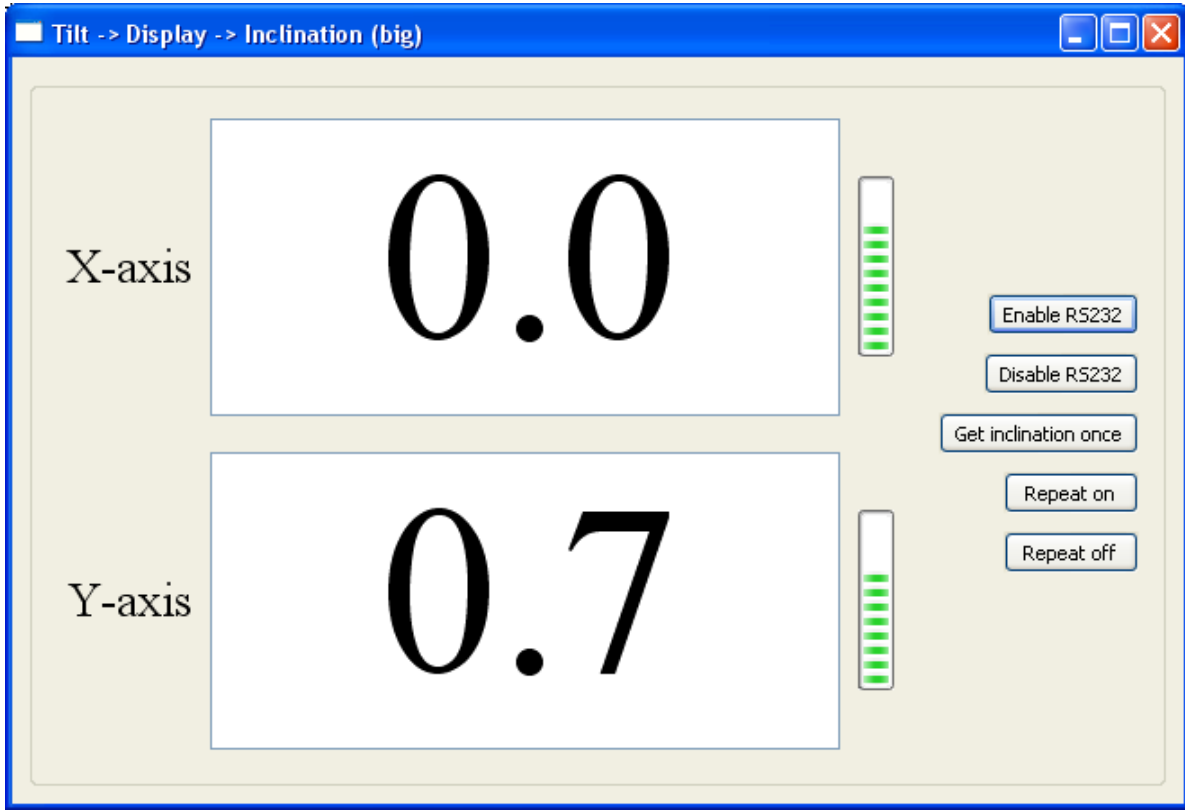 Tilt -> Display -> Inclination (big)
X-axis
0.0
Enable RS232
Disable RS232
Get inclination once
Repeat on
Repeat off
Y-axis
0.7